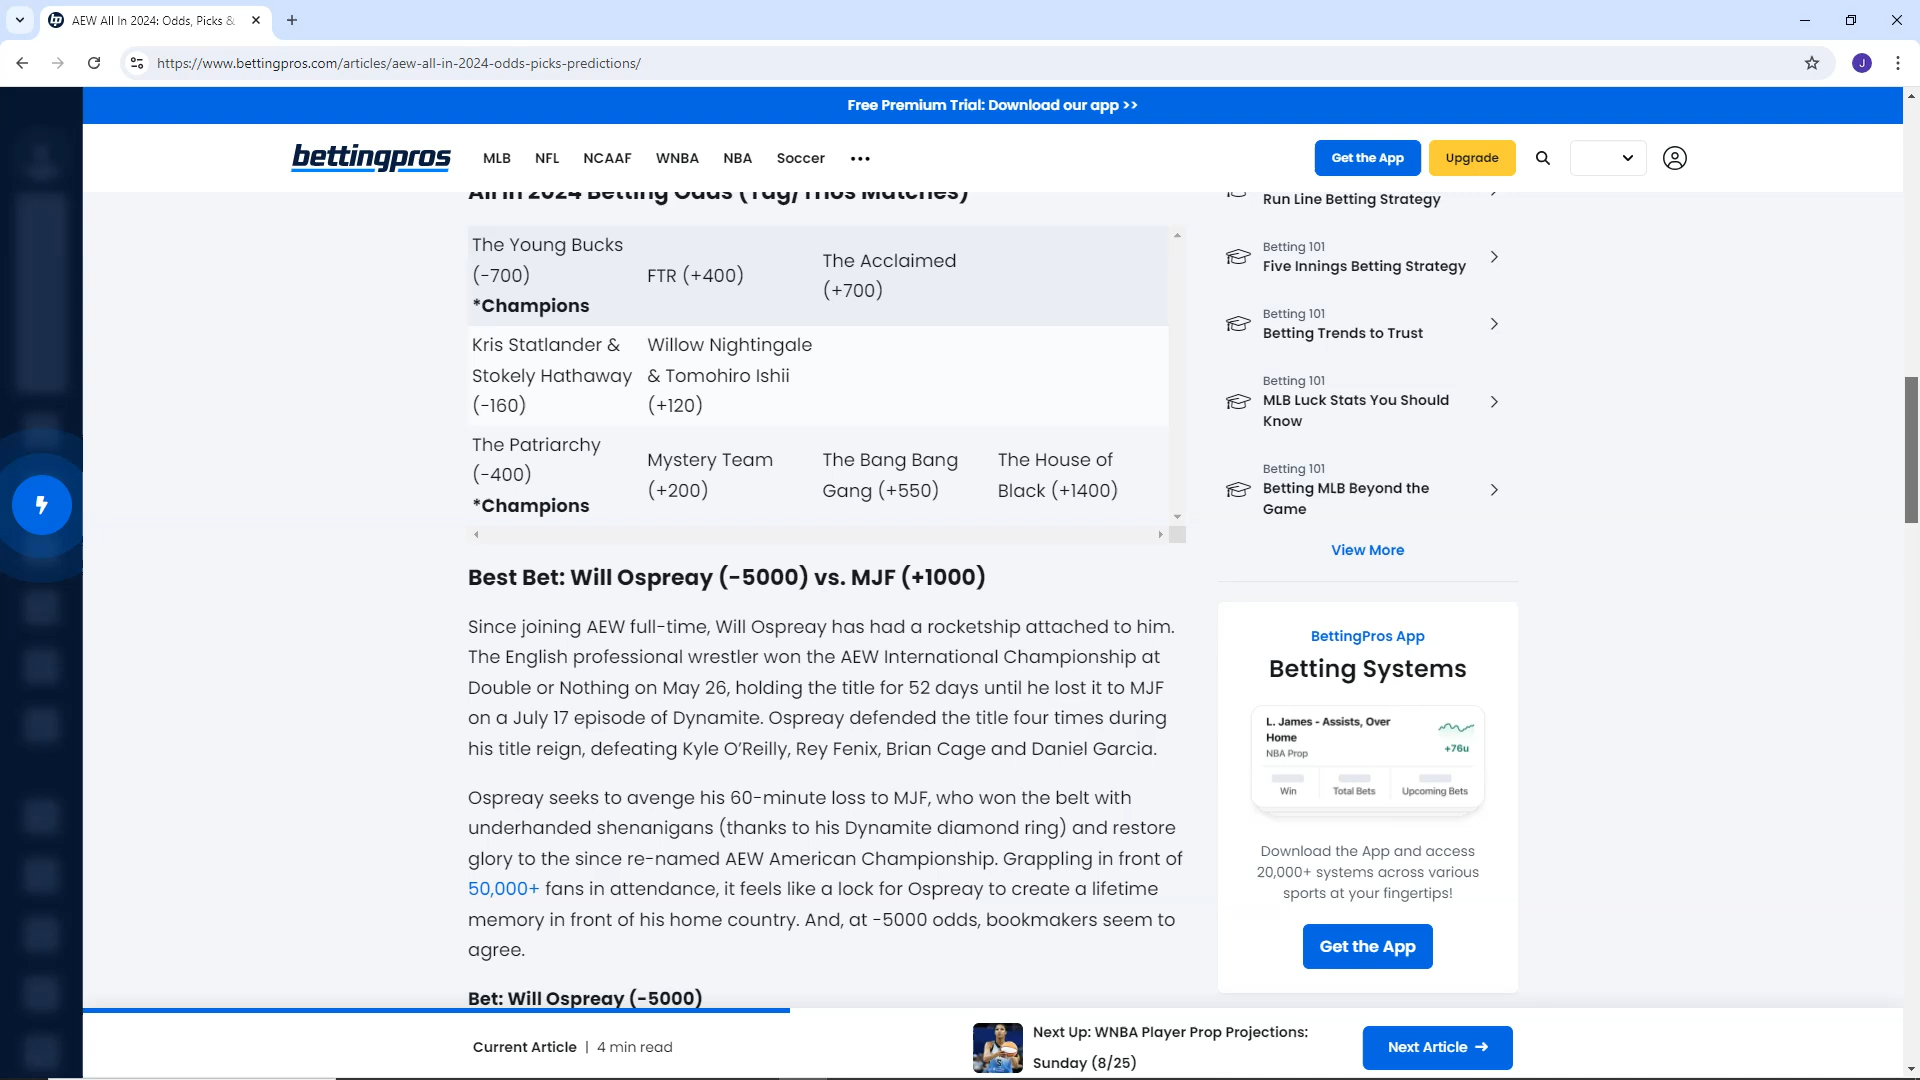 AEW All In 2024: Odds, Picks &
https://www.bettingpros.com/articles/aew-all-in-2024-odds-picks-predictions/
J
Free Premium Trial: Download our app >>
bettingpros
MLB
NFL
NCAAF
WNBA
NBA
Soccer
Get the App
Upgrade
All In 2024 Betting Odds (Tag/Trios Matches)
The Young Bucks
(-700)
*Champions
FTR (+400)
The Acclaimed
(+700)
Kris Statlander &
Stokely Hathaway
(-160)
Willow Nightingale
& Tomohiro Ishii
(+120)
The Patriarchy
(-400)
*Champions
Mystery Team
(+200)
The Bang Bang
Gang (+550)
The House of
Black (+1400)
Best Bet: Will Ospreay (-5000) vs. MJF (+1000)
Since joining AEW full-time, Will Ospreay has had a rocketship attached to him.
The English professional wrestler won the AEW International Championship at
Double or Nothing on May 26, holding the title for 52 days until he lost it to MJF
on a July 17 episode of Dynamite. Ospreay defended the title four times during
his title reign, defeating Kyle O’Reilly, Rey Fenix, Brian Cage and Daniel Garcia.
Ospreay seeks to avenge his 60-minute loss to MJF, who won the belt with
underhanded shenanigans (thanks to his Dynamite diamond ring) and restore
glory to the since re-named AEW American Championship. Grappling in front of
50,000+ fans in attendance, it feels like a lock for Ospreay to create a lifetime
memory in front of his home country. And, at -5000 odds, bookmakers seem to
agree.
Bet: Will Ospreay (-5000)
Run Line Betting Strategy
Betting 101
Five Innings Betting Strategy
Betting 101
Betting Trends to Trust
Betting 101
MLB Luck Stats You Should
Know
Betting 101
Betting MLB Beyond the
Game
View More
BettingPros App
Betting Systems
L. James - Assists, Over
Home
NBA Prop
+76u
Win
Total Bets
Upcoming Bets
Download the App and access
20,000+ systems across various
sports at your fingertips!
Get the App
Current Article | 4 min read
Next Up: WNBA Player Prop Projections:
Sunday (8/25)
Next Article →